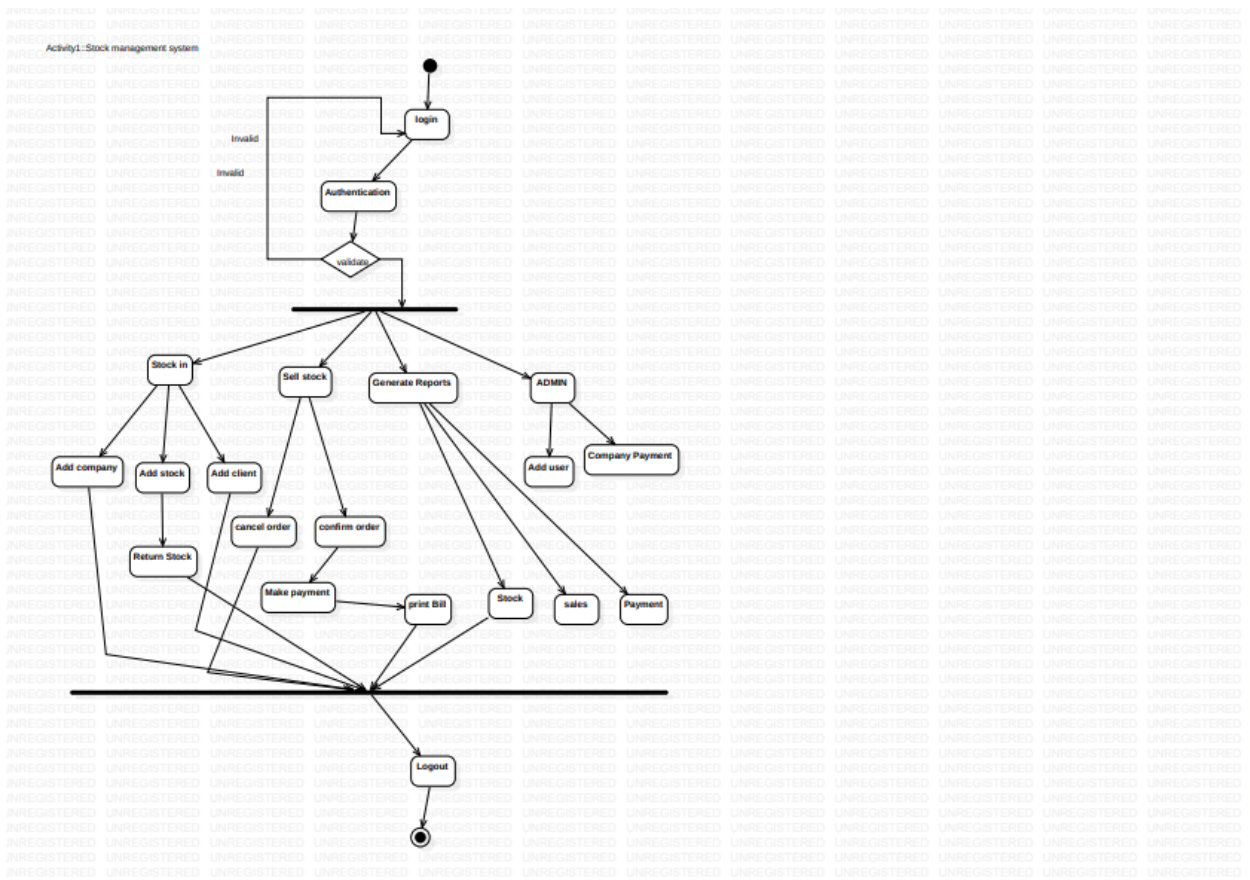 Activity1::Stock management system
login
Invalid
Invalid
Authentication
validate
Stock in
Sell stock
Generate Reports
ADMIN
Add company
Add stock
Add client
Add user
Company Payment
cancel order
confirm order
Return Stock
Make payment
print Bill
Stock
sales
Payment
Logout
UNREGISTERED